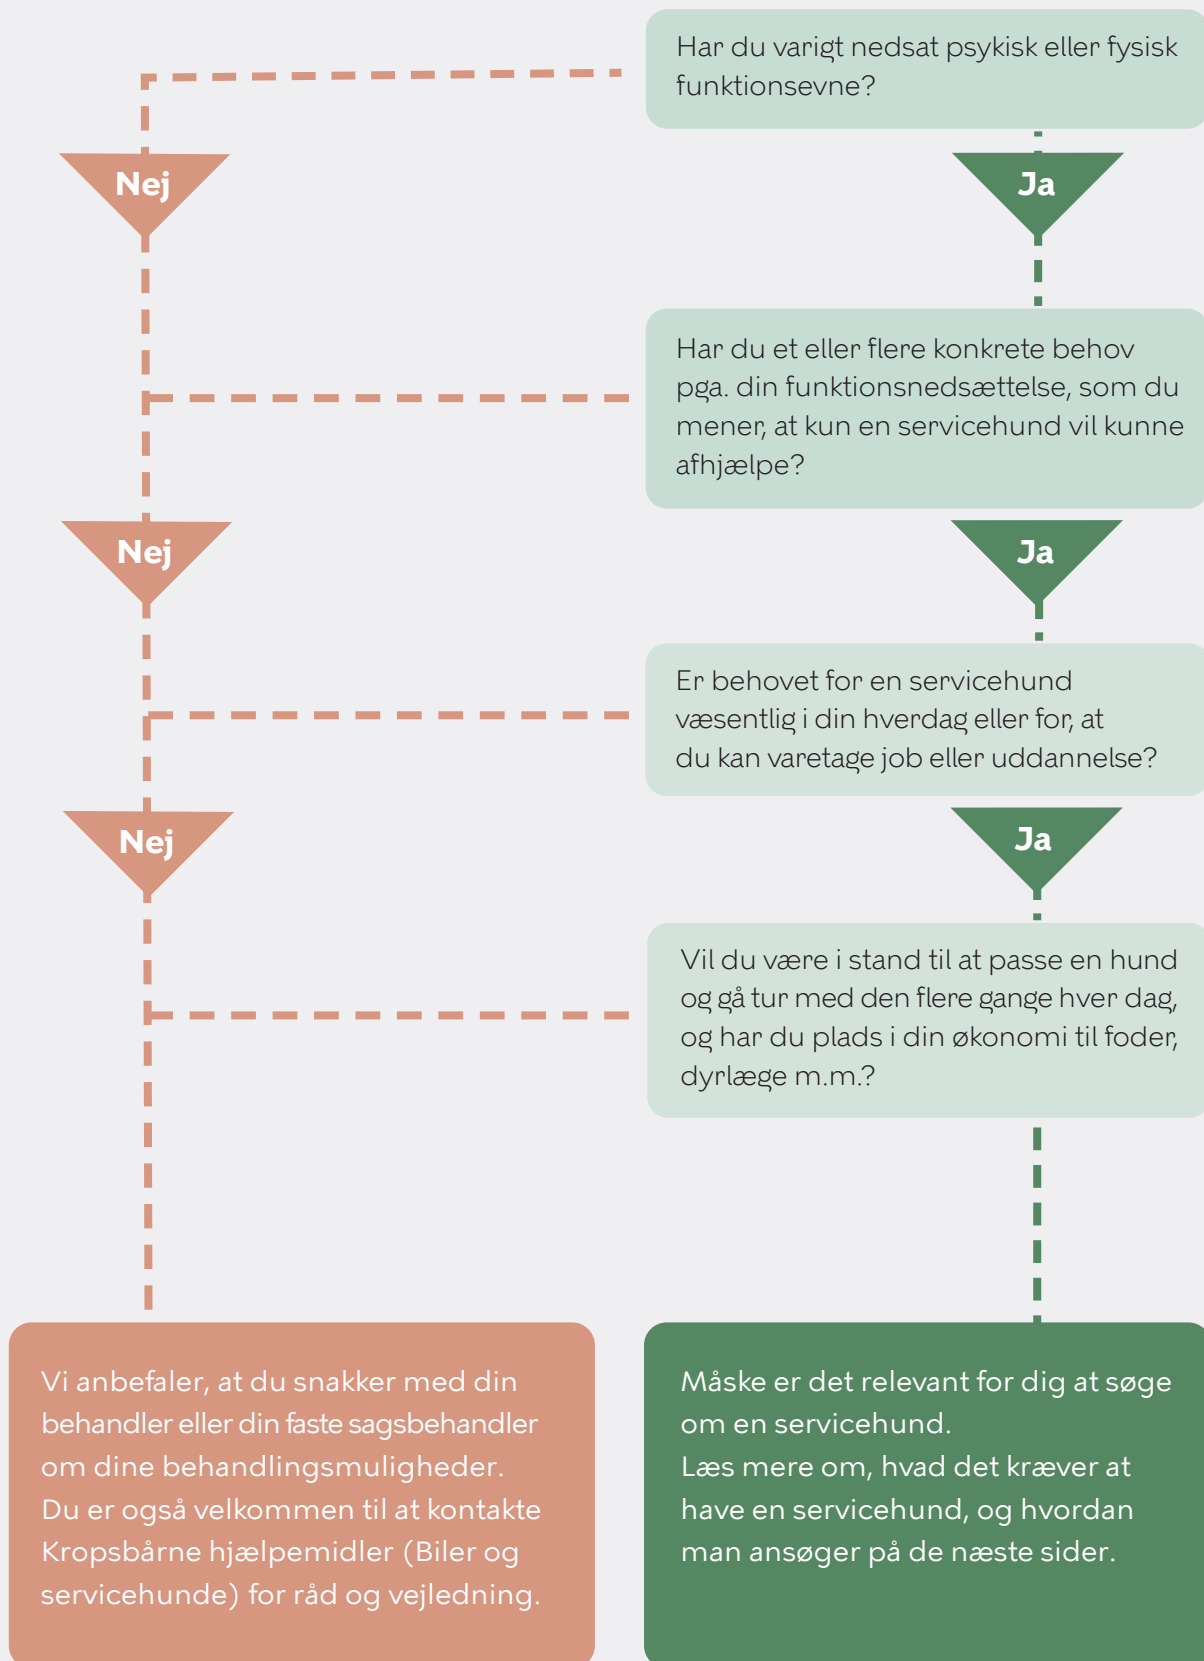 Har du varigt nedsat psykisk eller fysisk
funktionsevne?
Nej
Ja
Har du et eller flere konkrete behov
pga. din funktionsnedsættelse, som du
mener, at kun en servicehund vil kunne
afhjælpe?
Nej
Ja
Er behovet for en servicehund
væsentlig i din hverdag eller for, at
du kan varetage job eller uddannelse?
Nej
Ja
Vil du være i stand til at passe en hund
og gå tur med den flere gange hver dag,
og har du plads i din økonomi til foder,
dyrlæge m.m.?
Vi anbefaler, at du snakker med din
behandler eller din faste sagsbehandler
om dine behandlingsmuligheder.
Du er også velkommen til at kontakte
Kropsbårne hjælpemidler (Biler og
servicehunde) for råd og vejledning.
Måske er det relevant for dig at søge
om en servicehund.
Læs mere om, hvad det kræver at
have en servicehund, og hvordan
man ansøger på de næste sider.